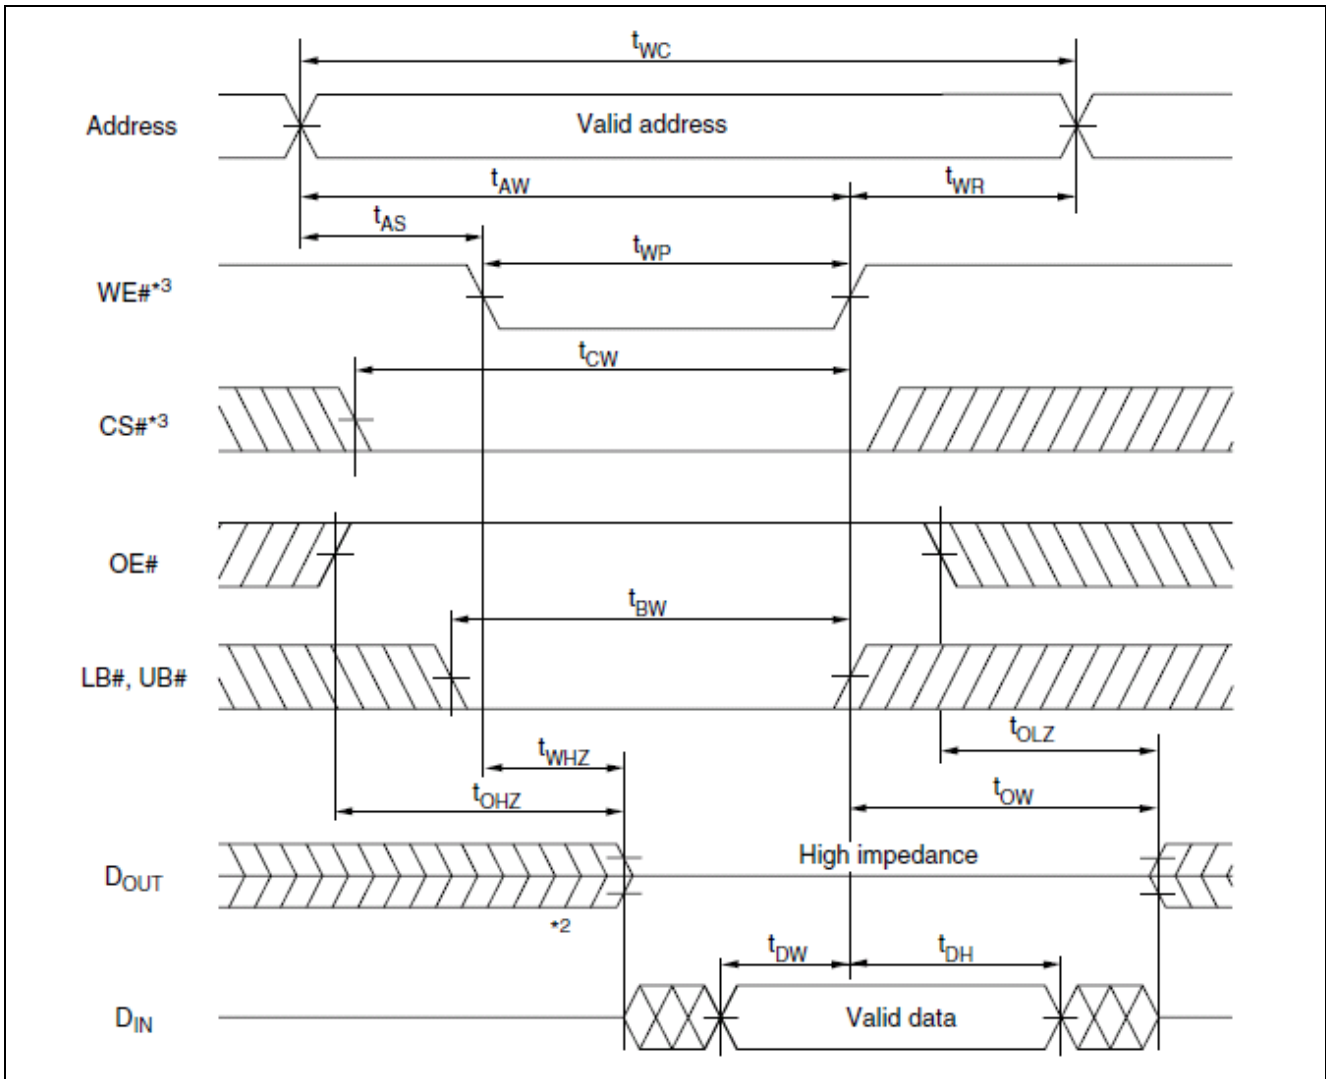 tWC
Address
Valid address
tAW
tWR
tAS
tWP
WE#*3
tCW
CS#*3
OE#
tBW
LB#, UB#
tOLZ
tWHZ
tOHZ
tOW
High impedance
DOUT
*2
tDW
tDH
DIN
Valid data